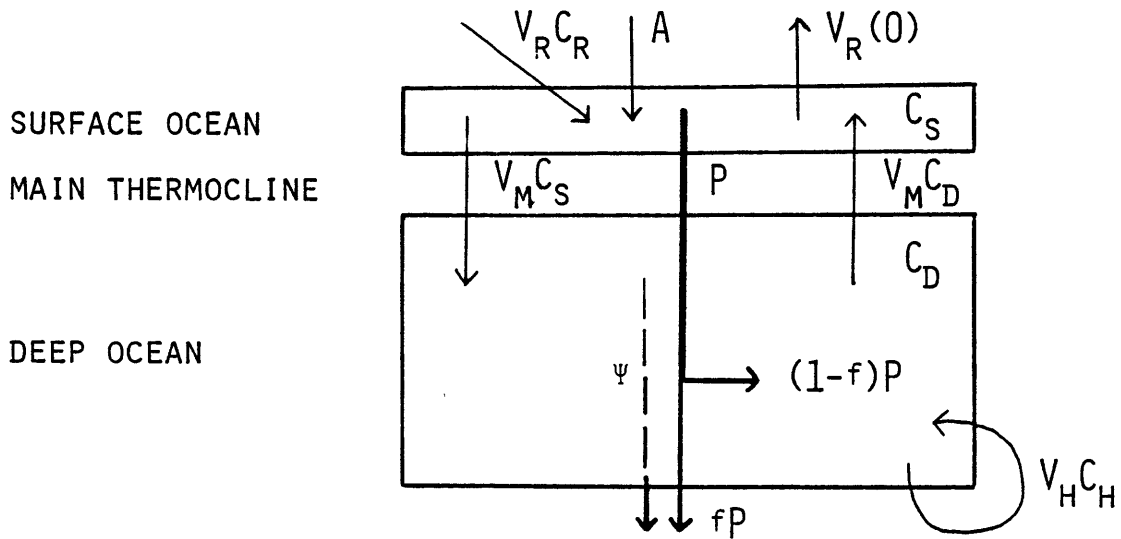 V_R C_R A V_R(0)
SURFACE OCEAN C_S
MAIN THERMOCLINE V_M C_S P V_M C_D
C_D
DEEP OCEAN Ψ (1-f)P
V_H C_H
fP